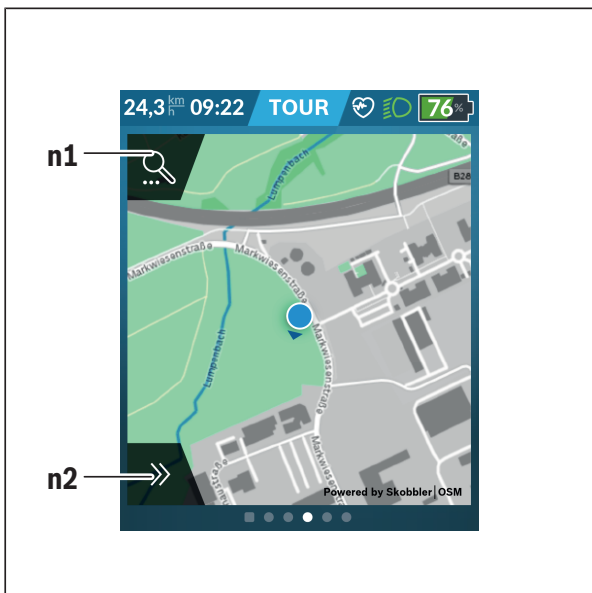 24,3 km/h 09:22 TOUR 76%
n1
Lumpenbach
B28
Markwiesenstraße
Markwiesenstraße
Lumpenbach
Markwiesenstraße
n2
Powered by Skobbler|OSM